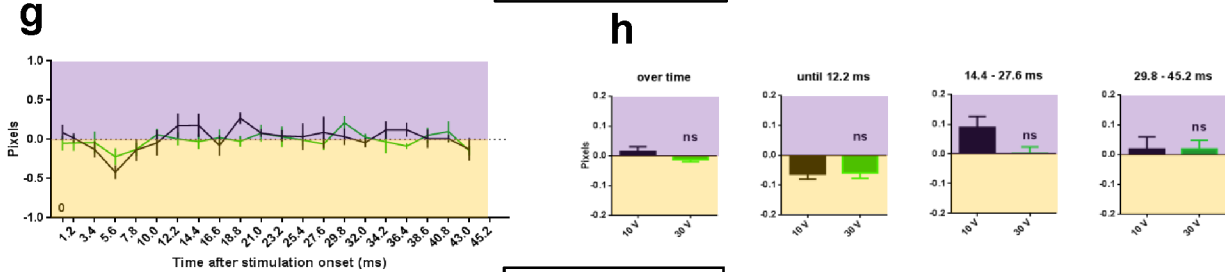 g
h
1.0
0.5
0.0
-0.5
-1.0
Pixels
0
1.2 3.4 5.6 7.8 10.0 12.2 14.4 16.6 18.8 21.0 23.2 25.4 27.6 29.8 32.0 34.2 36.4 38.6 40.8 43.0 45.2
Time after stimulation onset (ms)
over time
0.2
0.1
0.0
-0.1
-0.2
Pixels
ns
10 V 30 V
until 12.2 ms
0.2
0.1
0.0
-0.1
-0.2
ns
10 V 30 V
14.4 - 27.6 ms
0.2
0.1
0.0
-0.1
-0.2
ns
10 V 30 V
29.8 - 45.2 ms
0.2
0.1
0.0
-0.1
-0.2
ns
10 V 30 V